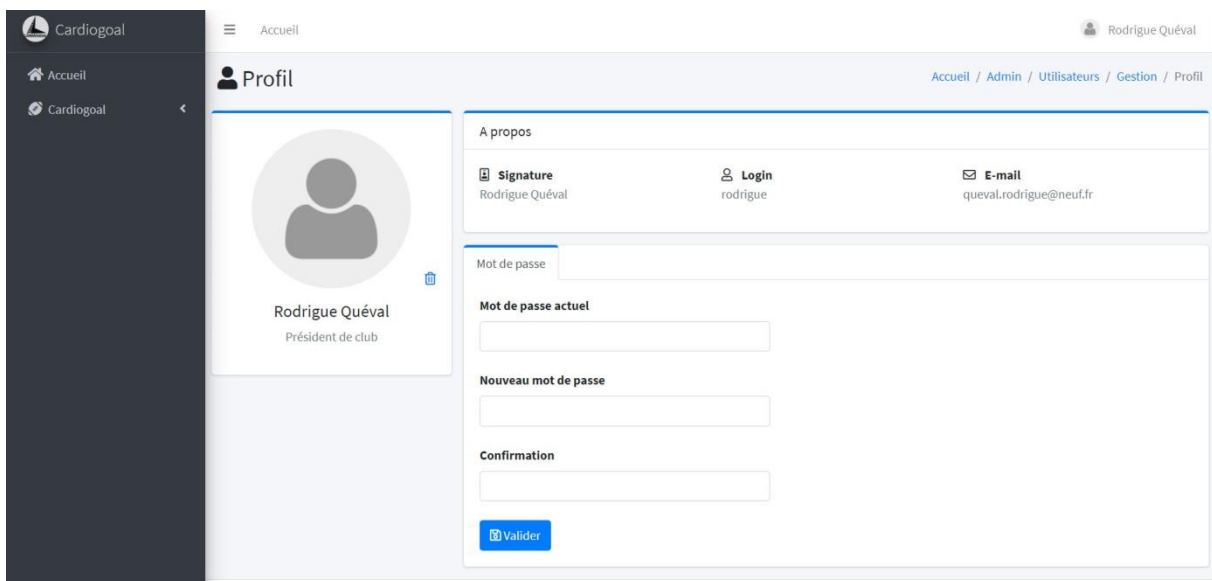 Cardiogoal
Accueil
Rodrigue Quéval
Accueil
Cardiogoal
Profil
Accueil / Admin / Utilisateurs / Gestion / Profil
Rodrigue Quéval
Président de club
A propos
Signature
Rodrigue Quéval
Login
rodrigue
E-mail
queval.rodrigue@neuf.fr
Mot de passe
Mot de passe actuel
Nouveau mot de passe
Confirmation
Valider